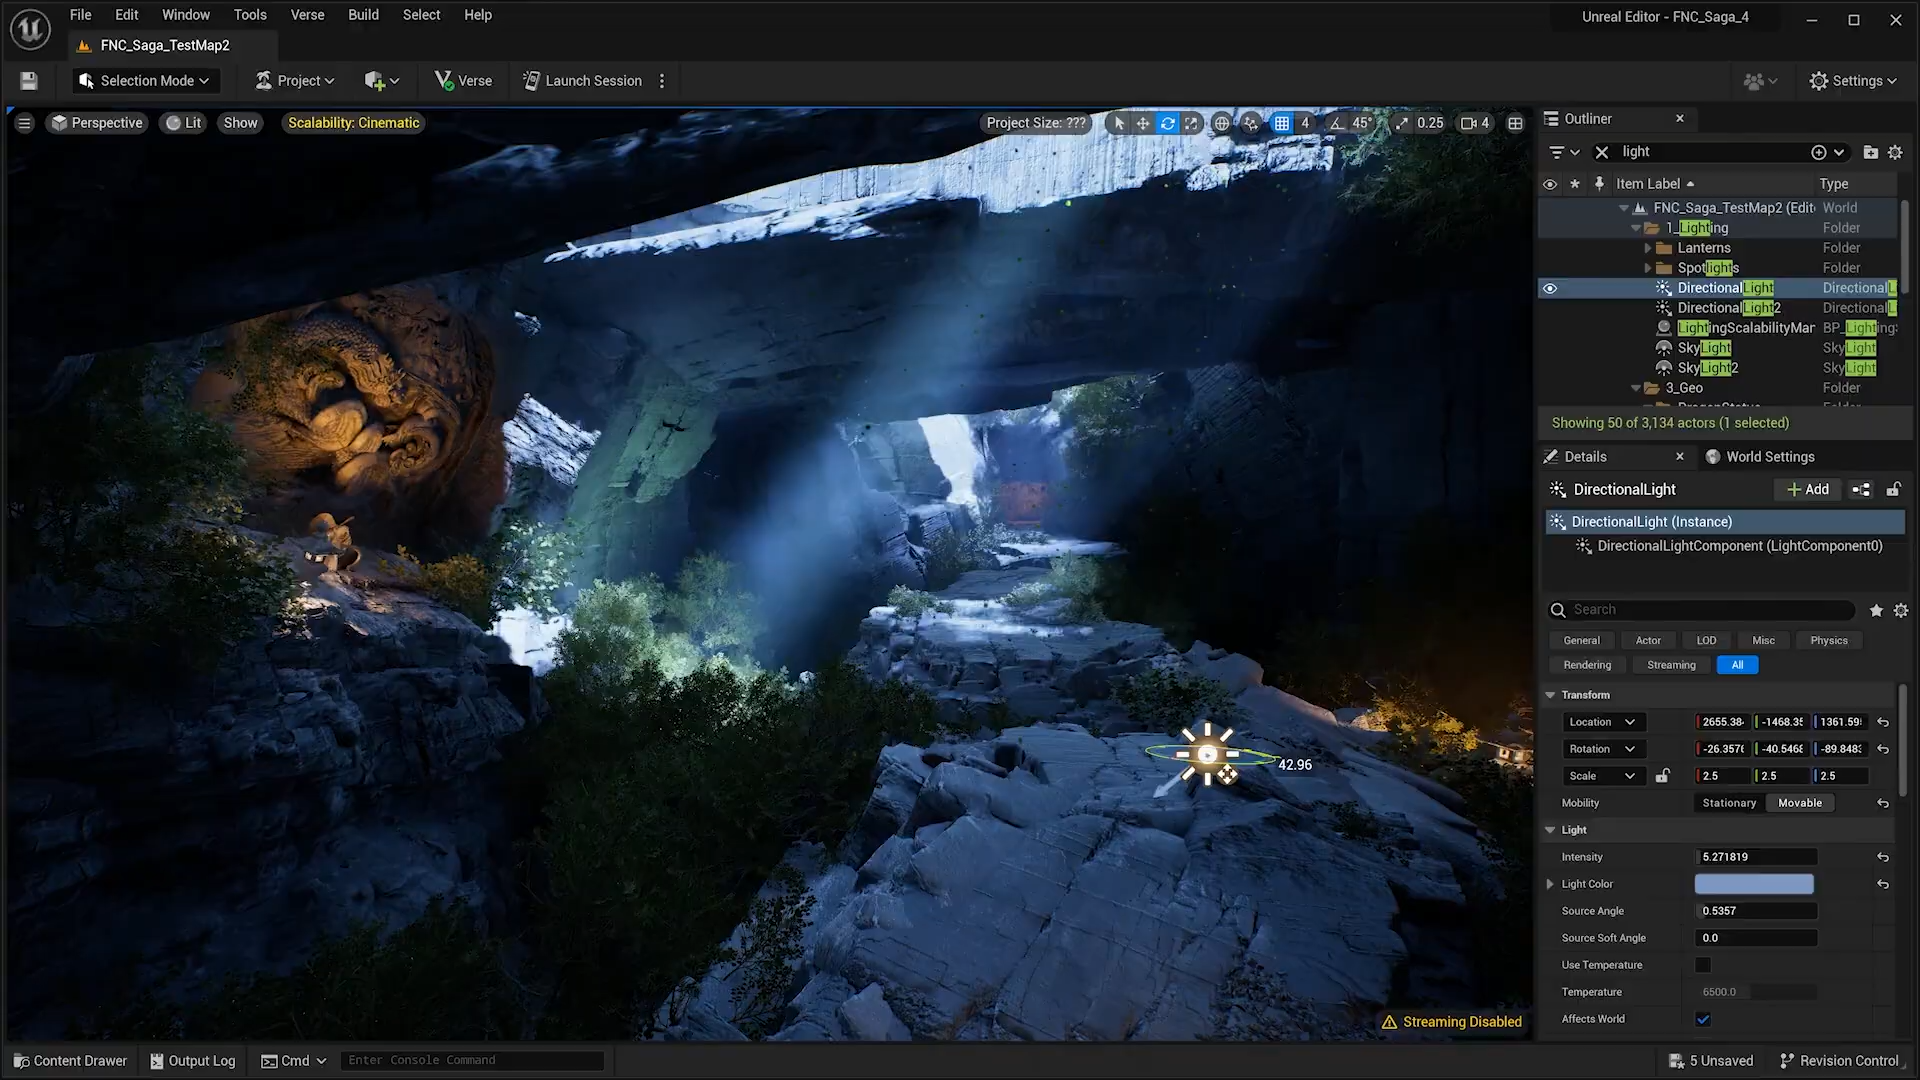 File Edit Window Tools Verse Build Select Help
Unreal Editor - FNC_Saga_4
FNC_Saga_TestMap2
Selection Mode
Project
Verse
Launch Session
Settings
Perspective
Lit
Show
Scalability: Cinematic
Project Size: ???
4
45°
0.25
4
Outliner
light
Item Label
Type
FNC_Saga_TestMap2 (Edit
World
1_Lighting
Folder
Lanterns
Folder
Spotlights
Folder
DirectionalLight
DirectionalL
DirectionalLight2
DirectionalL
LightingScalabilityMar
BP_Lighting
SkyLight
SkyLight
SkyLight2
SkyLight
3_Geo
Folder
Showing 50 of 3,134 actors (1 selected)
Details
World Settings
DirectionalLight
Add
DirectionalLight (Instance)
DirectionalLightComponent (LightComponent0)
Search
General
Actor
LOD
Misc
Physics
Rendering
Streaming
All
Transform
Location
2655.38
-1468.35
1361.59
Rotation
-26.357
-40.546
-89.848
Scale
2.5
2.5
2.5
Mobility
Stationary
Movable
Light
Intensity
5.271819
Light Color
Source Angle
0.5357
Source Soft Angle
0.0
Use Temperature
Temperature
6500.0
Affects World
42.96
Streaming Disabled
Content Drawer
Output Log
Cmd
Enter Console Command
5 Unsaved
Revision Control